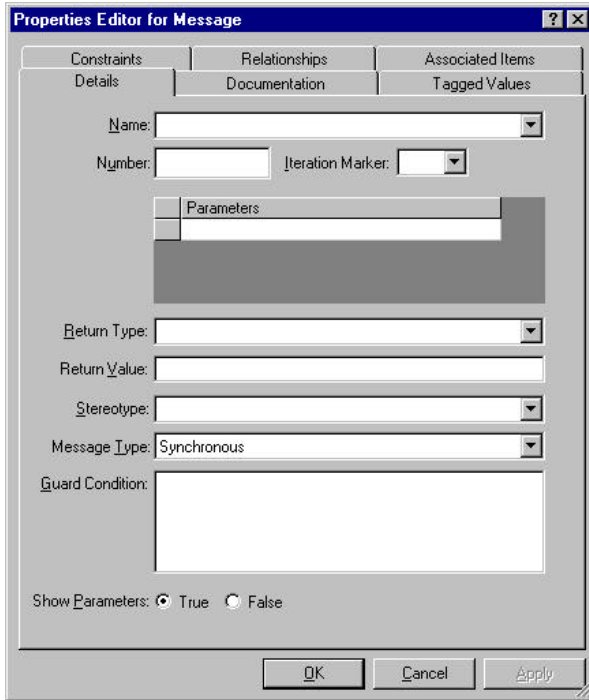 Properties Editor for Message
Constraints Relationships Associated Items
Details Documentation Tagged Values
Name:
Number: Iteration Marker:
Parameters
Return Type:
Return Value:
Stereotype:
Message Type: Synchronous
Guard Condition:
Show Parameters: True False
OK Cancel Apply